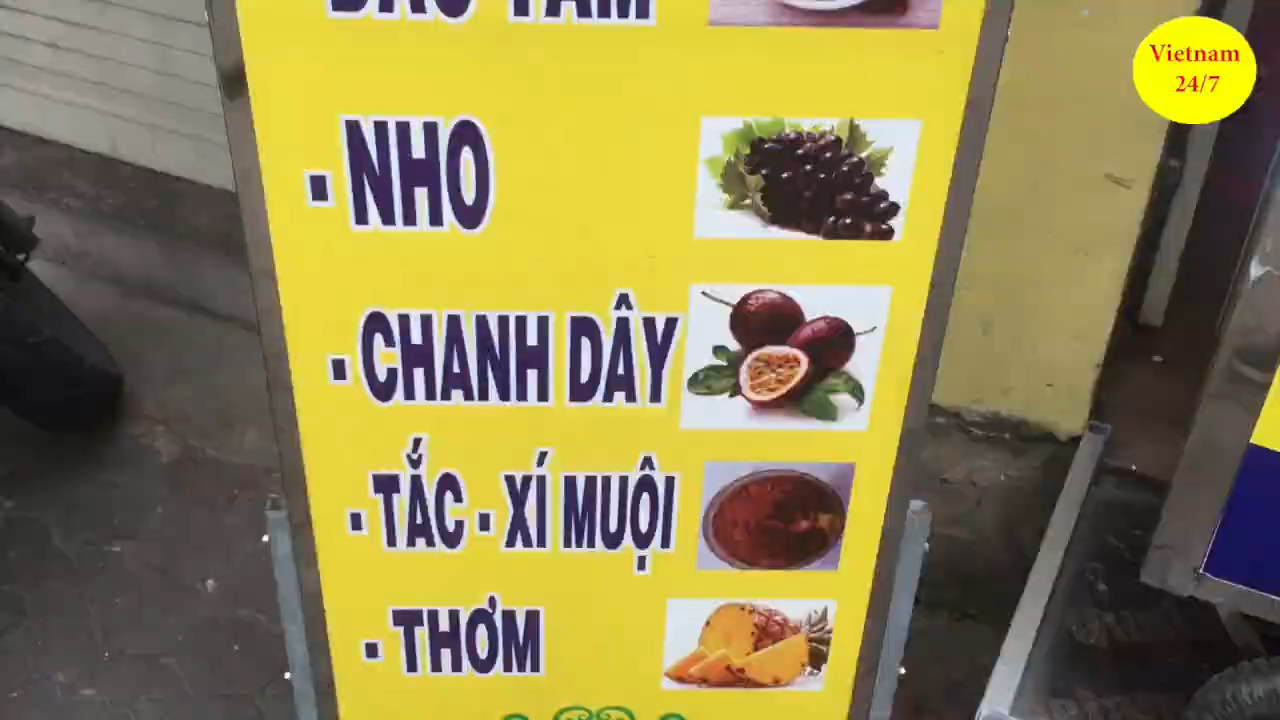 Vietnam
24/7
- NHO
- CHANH DÂY
- TẮC - XÍ MUỘI
- THƠM